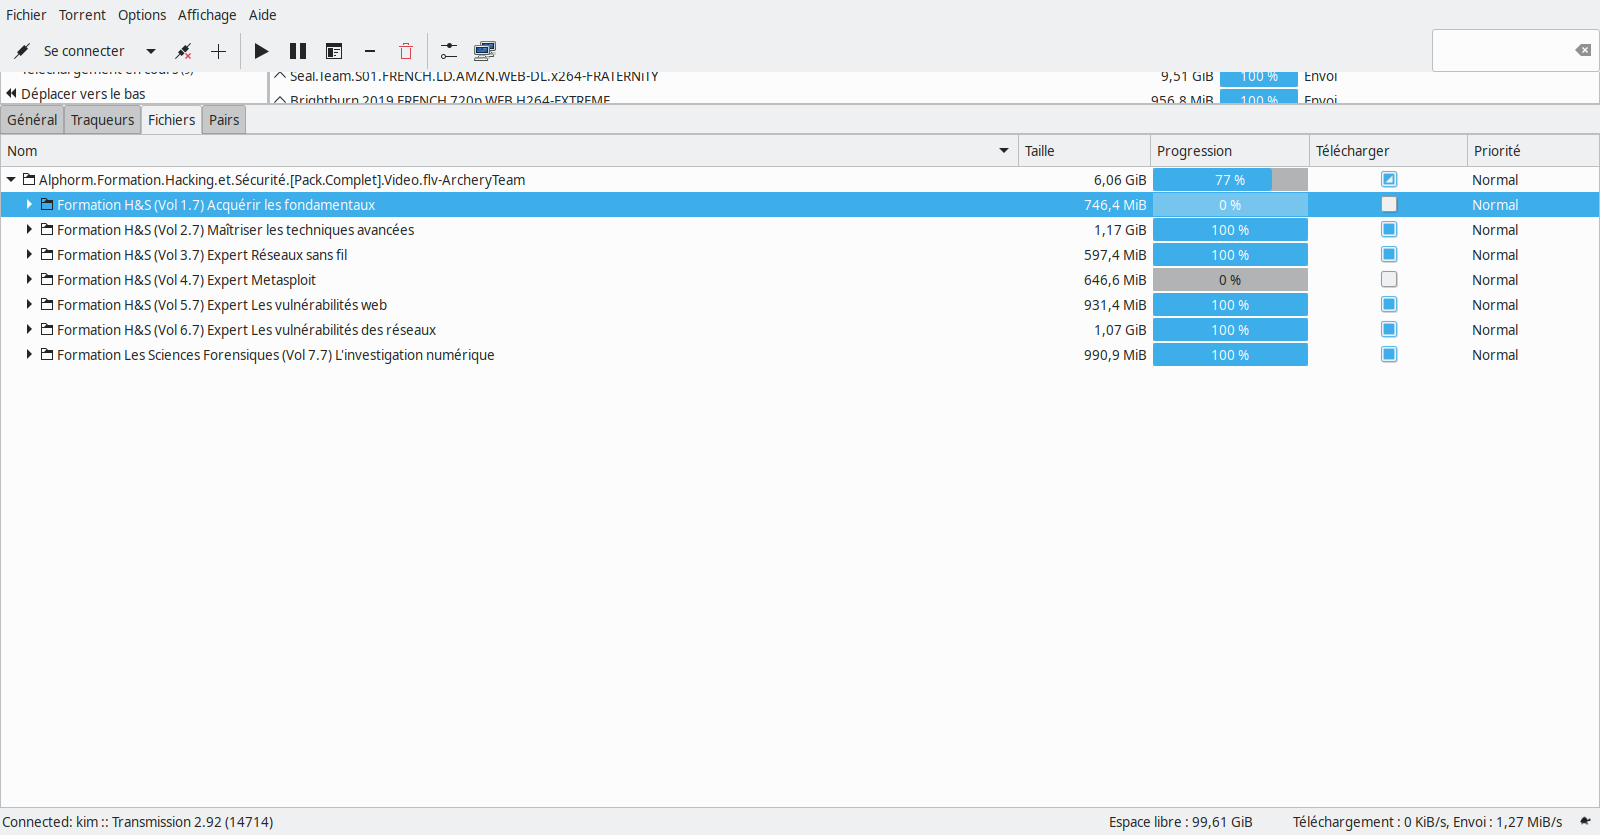 Fichier Torrent Options Affichage Aide
Se connecter
Téléchargement en cours (9)
Seal.Team.S01.FRENCH.LD.AMZN.WEB-DL.x264-FRATERNiTY 9,51 GiB 100 % Envoi
Déplacer vers le bas
Brightburn.2019.FRENCH.720p.WEB.H264-EXTREME 956,8 MiB 100 % Envoi
Général Traqueurs Fichiers Pairs
Nom Taille Progression Télécharger Priorité
Alphorm.Formation.Hacking.et.Sécurité.[Pack.Complet].Video.flv-ArcheryTeam 6,06 GiB 77 % Normal
Formation H&S (Vol 1.7) Acquérir les fondamentaux 746,4 MiB 0 % Normal
Formation H&S (Vol 2.7) Maîtriser les techniques avancées 1,17 GiB 100 % Normal
Formation H&S (Vol 3.7) Expert Réseaux sans fil 597,4 MiB 100 % Normal
Formation H&S (Vol 4.7) Expert Metasploit 646,6 MiB 0 % Normal
Formation H&S (Vol 5.7) Expert Les vulnérabilités web 931,4 MiB 100 % Normal
Formation H&S (Vol 6.7) Expert Les vulnérabilités des réseaux 1,07 GiB 100 % Normal
Formation Les Sciences Forensiques (Vol 7.7) L'investigation numérique 990,9 MiB 100 % Normal
Connected: kim :: Transmission 2.92 (14714) Espace libre : 99,61 GiB Téléchargement : 0 KiB/s, Envoi : 1,27 MiB/s